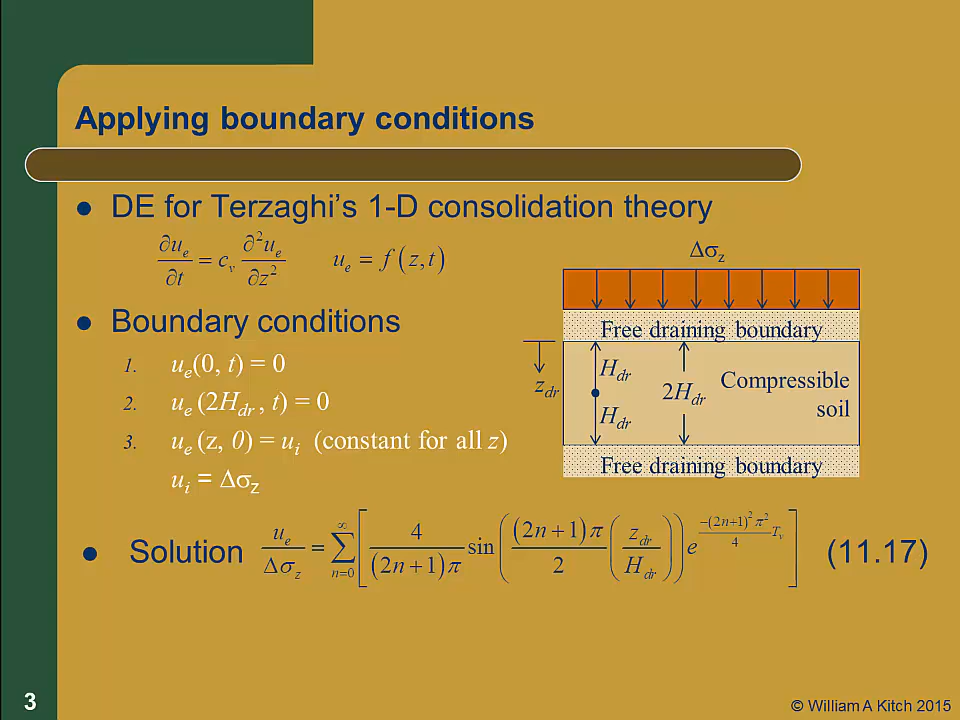 Applying boundary conditions
● DE for Terzaghi's 1-D consolidation theory
∂u_e/∂t = c_v ∂²u_e/∂z²    u_e = f(z,t)
● Boundary conditions
1. u_e(0, t) = 0
2. u_e (2H_dr , t) = 0
3. u_e (z, 0) = u_i (constant for all z)
u_i = Δσ_z
Δσ_z
Free draining boundary
z_dr
H_dr
H_dr
2H_dr
Compressible
soil
Free draining boundary
● Solution u_e/Δσ_z = ∑_{n=0}^{∞} [ 4/((2n+1)π) sin( ((2n+1)π/2) (z_dr/H_dr) ) e^{(−(2n+1)²π²/4) T_v} ] (11.17)
3
© William A Kitch 2015